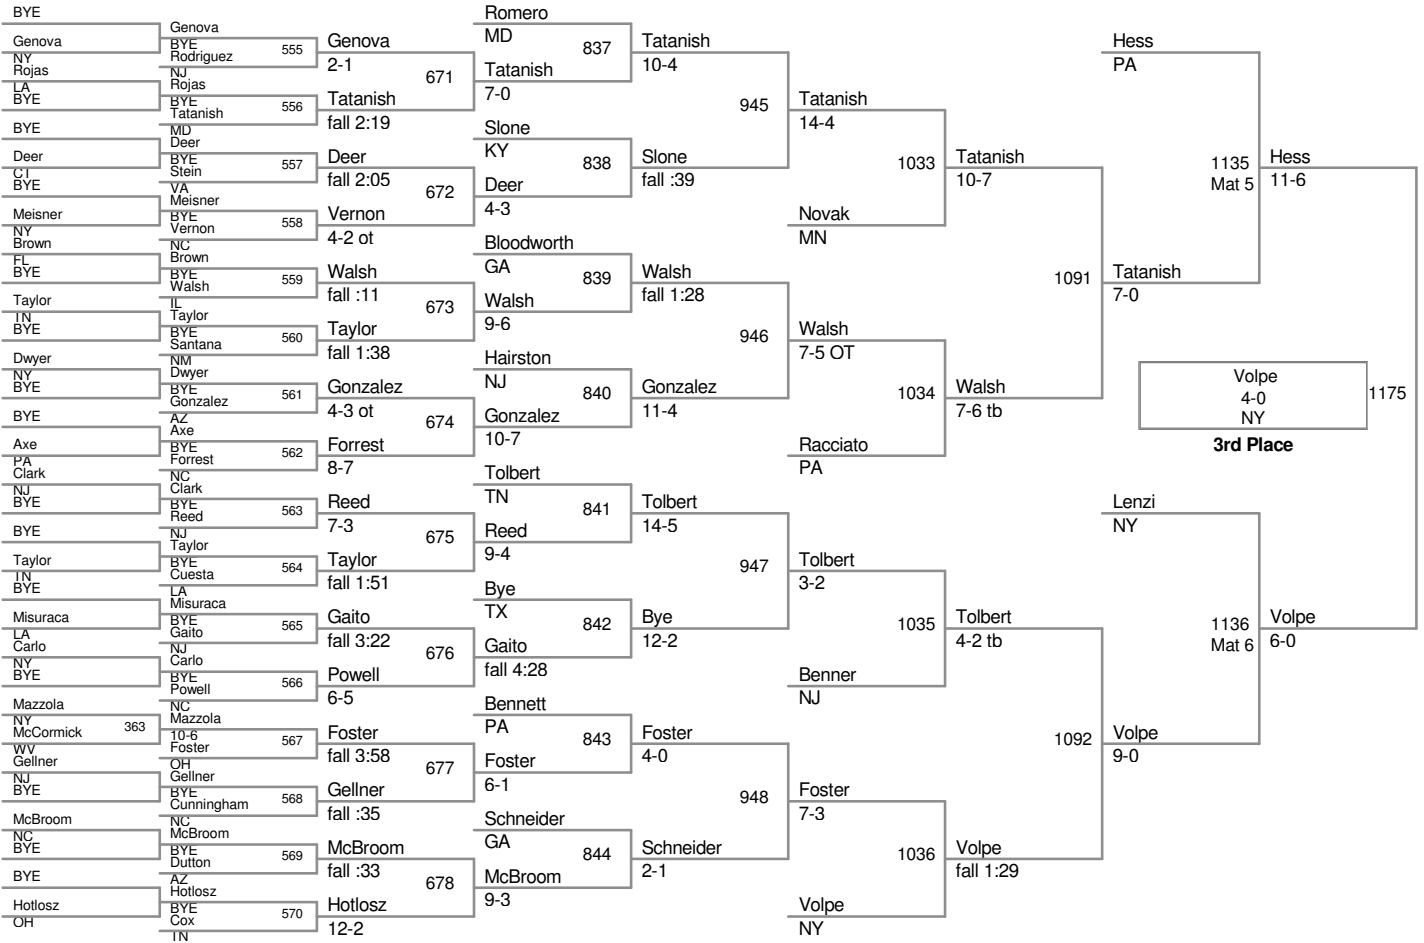 BYE
Genova
NY
Rojas
LA
BYE
BYE
Deer
CT
BYE
Meisner
NY
Brown
FL
BYE
Taylor
TN
BYE
Dwyer
NY
BYE
BYE
Axe
PA
Clark
NJ
BYE
BYE
Taylor
TN
BYE
Misuraca
LA
Carlo
NY
BYE
Mazzola
NY
363
McCormick
WV
Gellner
NJ
BYE
McBroom
NC
BYE
BYE
Hotlosz
OH
Genova
BYE
555
Rodriguez
NJ
Rojas
BYE
556
Tatanish
MD
Deer
BYE
557
Stein
VA
Meisner
BYE
558
Vernon
NC
Brown
BYE
559
Walsh
IL
Taylor
BYE
560
Santana
NM
Dwyer
BYE
561
Gonzalez
AZ
Axe
BYE
562
Forrest
NC
Clark
BYE
563
Reed
NJ
Taylor
BYE
564
Cuesta
LA
Misuraca
BYE
565
Gaito
NJ
Carlo
BYE
566
Powell
NC
Mazzola
10-6
567
Foster
OH
Gellner
BYE
568
Cunningham
NC
McBroom
BYE
569
Dutton
AZ
Hotlosz
BYE
570
Cox
TN
Genova
2-1
671
Tatanish
fall 2:19
Deer
fall 2:05
672
Vernon
4-2 ot
Walsh
fall :11
673
Taylor
fall 1:38
Gonzalez
4-3 ot
674
Forrest
8-7
Reed
7-3
675
Taylor
fall 1:51
Gaito
fall 3:22
676
Powell
6-5
Foster
fall 3:58
677
Gellner
fall :35
McBroom
fall :33
678
Hotlosz
12-2
Romero
MD
837
Tatanish
7-0
Slone
KY
838
Deer
4-3
Bloodworth
GA
839
Walsh
9-6
Hairston
NJ
840
Gonzalez
10-7
Tolbert
TN
841
Reed
9-4
Bye
TX
842
Gaito
fall 4:28
Bennett
PA
843
Foster
6-1
Schneider
GA
844
McBroom
9-3
Tatanish
10-4
945
Slone
fall :39
Walsh
fall 1:28
946
Gonzalez
11-4
Tolbert
14-5
947
Bye
12-2
Foster
4-0
948
Schneider
2-1
Tatanish
14-4
1033
Novak
MN
Walsh
7-5 OT
1034
Racciato
PA
Tolbert
3-2
1035
Benner
NJ
Foster
7-3
1036
Volpe
NY
Tatanish
10-7
1091
Walsh
7-6 tb
Tolbert
4-2 tb
1092
Volpe
fall 1:29
Hess
PA
1135
Mat 5
Tatanish
7-0
Lenzi
NY
1136
Mat 6
Volpe
9-0
Hess
11-6
Volpe
6-0
Volpe
4-0
NY
1175
3rd Place